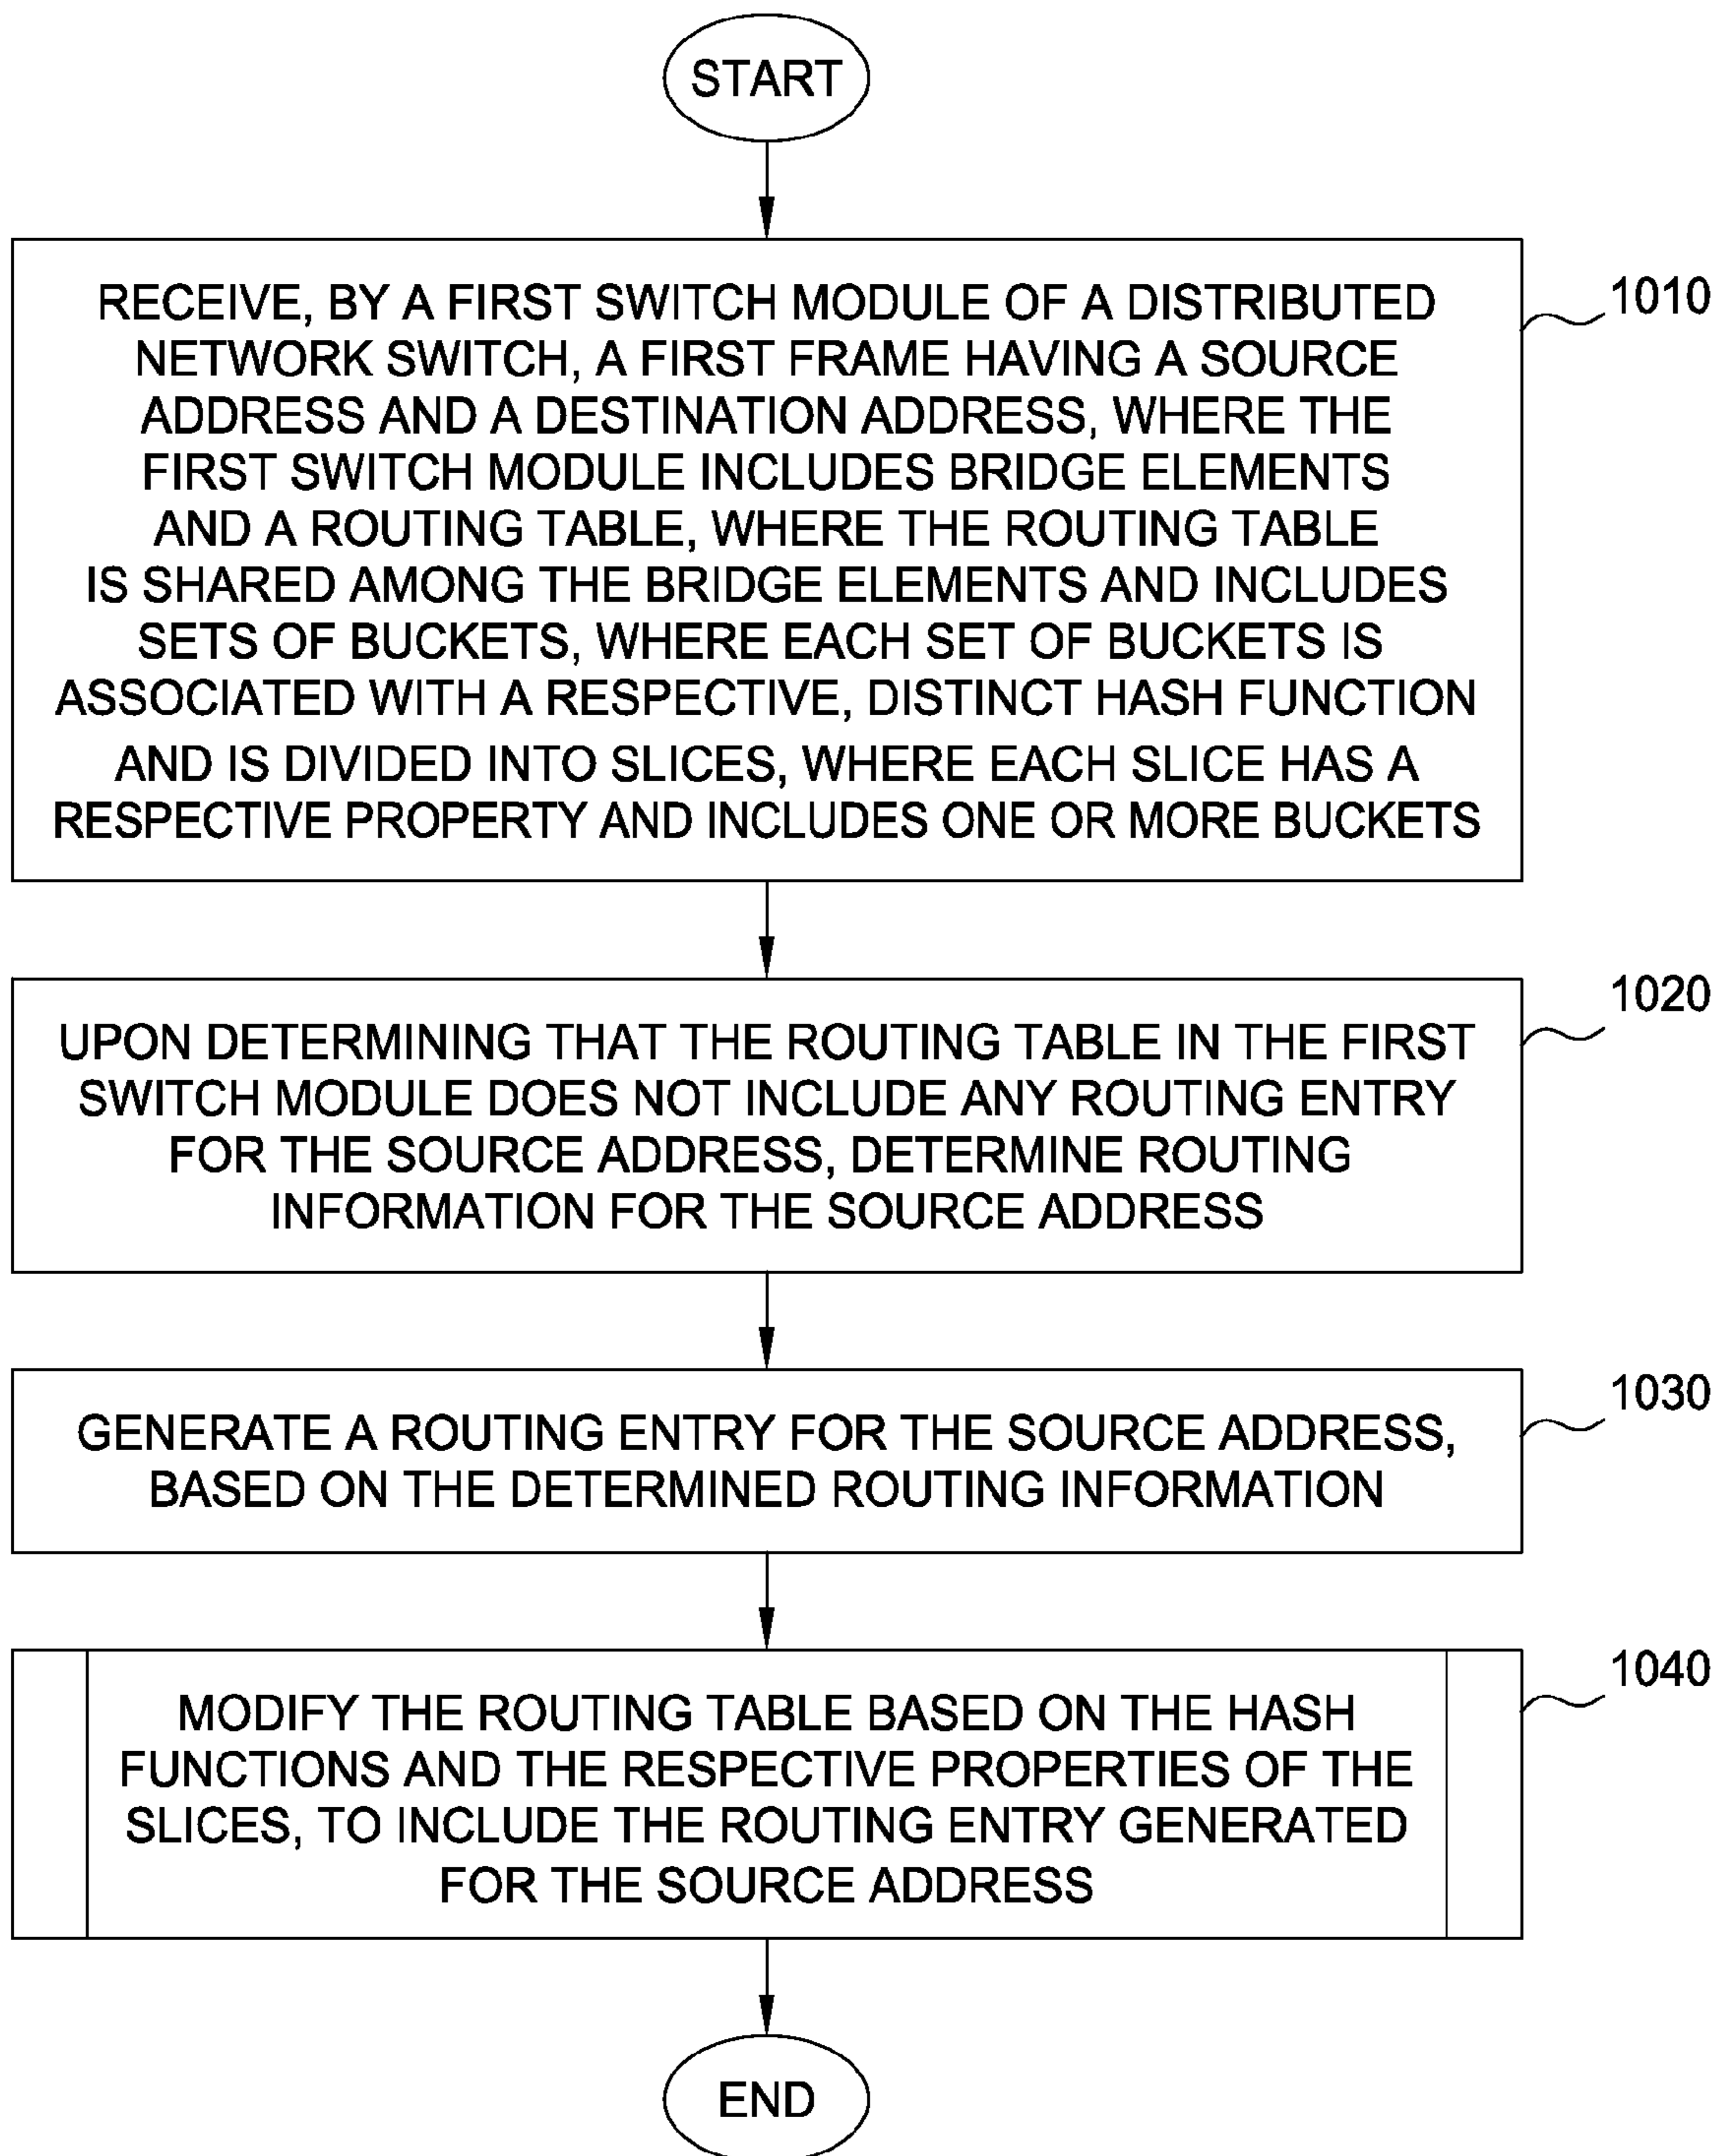 START
RECEIVE, BY A FIRST SWITCH MODULE OF A DISTRIBUTED
NETWORK SWITCH, A FIRST FRAME HAVING A SOURCE
ADDRESS AND A DESTINATION ADDRESS, WHERE THE
FIRST SWITCH MODULE INCLUDES BRIDGE ELEMENTS
AND A ROUTING TABLE, WHERE THE ROUTING TABLE
IS SHARED AMONG THE BRIDGE ELEMENTS AND INCLUDES
SETS OF BUCKETS, WHERE EACH SET OF BUCKETS IS
ASSOCIATED WITH A RESPECTIVE, DISTINCT HASH FUNCTION
AND IS DIVIDED INTO SLICES, WHERE EACH SLICE HAS A
RESPECTIVE PROPERTY AND INCLUDES ONE OR MORE BUCKETS
1010
UPON DETERMINING THAT THE ROUTING TABLE IN THE FIRST
SWITCH MODULE DOES NOT INCLUDE ANY ROUTING ENTRY
FOR THE SOURCE ADDRESS, DETERMINE ROUTING
INFORMATION FOR THE SOURCE ADDRESS
1020
GENERATE A ROUTING ENTRY FOR THE SOURCE ADDRESS,
BASED ON THE DETERMINED ROUTING INFORMATION
1030
MODIFY THE ROUTING TABLE BASED ON THE HASH
FUNCTIONS AND THE RESPECTIVE PROPERTIES OF THE
SLICES, TO INCLUDE THE ROUTING ENTRY GENERATED
FOR THE SOURCE ADDRESS
1040
END